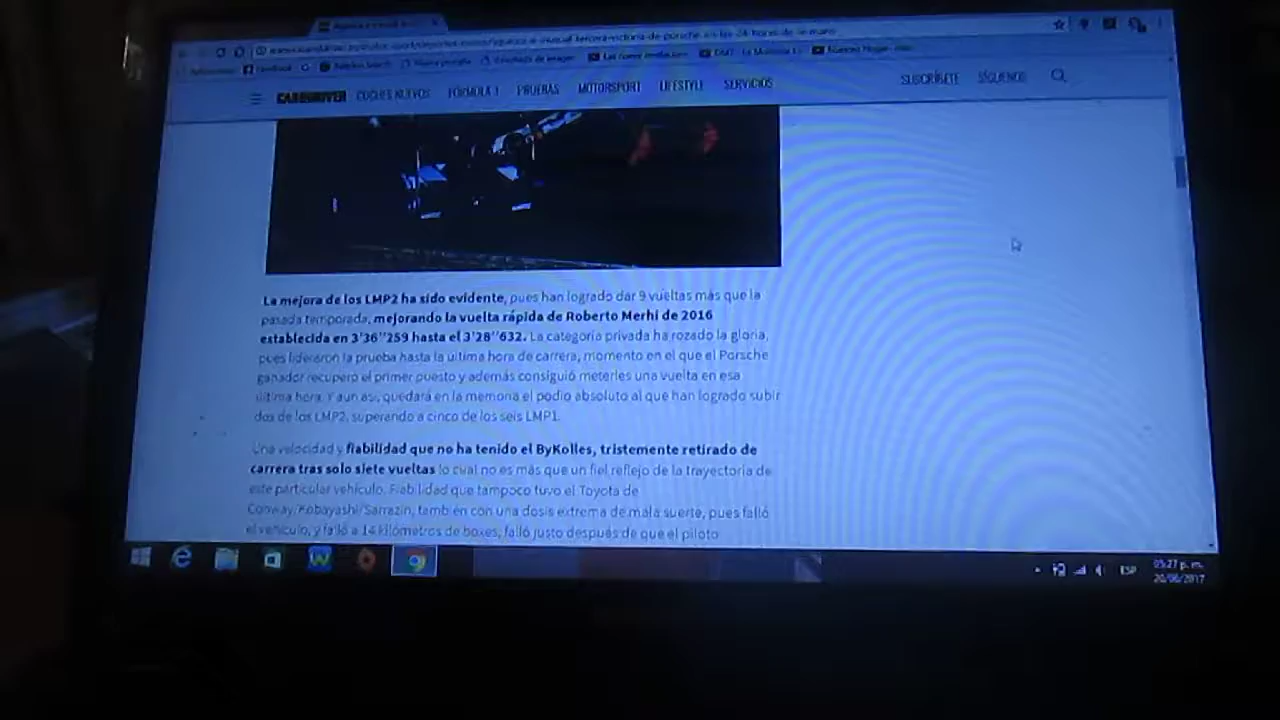 CAR AND DRIVER COCHES NUEVOS FÓRMULA 1 PRUEBAS MOTORSPORT LIFESTYLE SERVICIOS SUSCRÍBETE SÍGUENOS
La mejora de los LMP2 ha sido evidente, pues han logrado dar 9 vueltas más que la
pasada temporada, mejorando la vuelta rápida de Roberto Merhi de 2016
establecida en 3'36''259 hasta el 3'28''632. La categoría privada ha rozado la gloria,
pues lideraron la prueba hasta la última hora de carrera, momento en el que el Porsche
ganador recuperó el primer puesto y además consiguió meterles una vuelta en esa
última hora. Y aun así, quedará en la memoria el podio absoluto al que han logrado subir
dos de los LMP2, superando a cinco de los seis LMP1.
Una velocidad y fiabilidad que no ha tenido el ByKolles, tristemente retirado de
carrera tras solo siete vueltas lo cual no es más que un fiel reflejo de la trayectoria de
este particular vehículo. Fiabilidad que tampoco tuvo el Toyota de
Conway/Kobayashi/Sarrazin, también con una dosis extrema de mala suerte, pues falló
el vehículo, y falló a 14 kilómetros de boxes, falló justo después de que el piloto
ESP
05:27 p. m.
20/06/2017